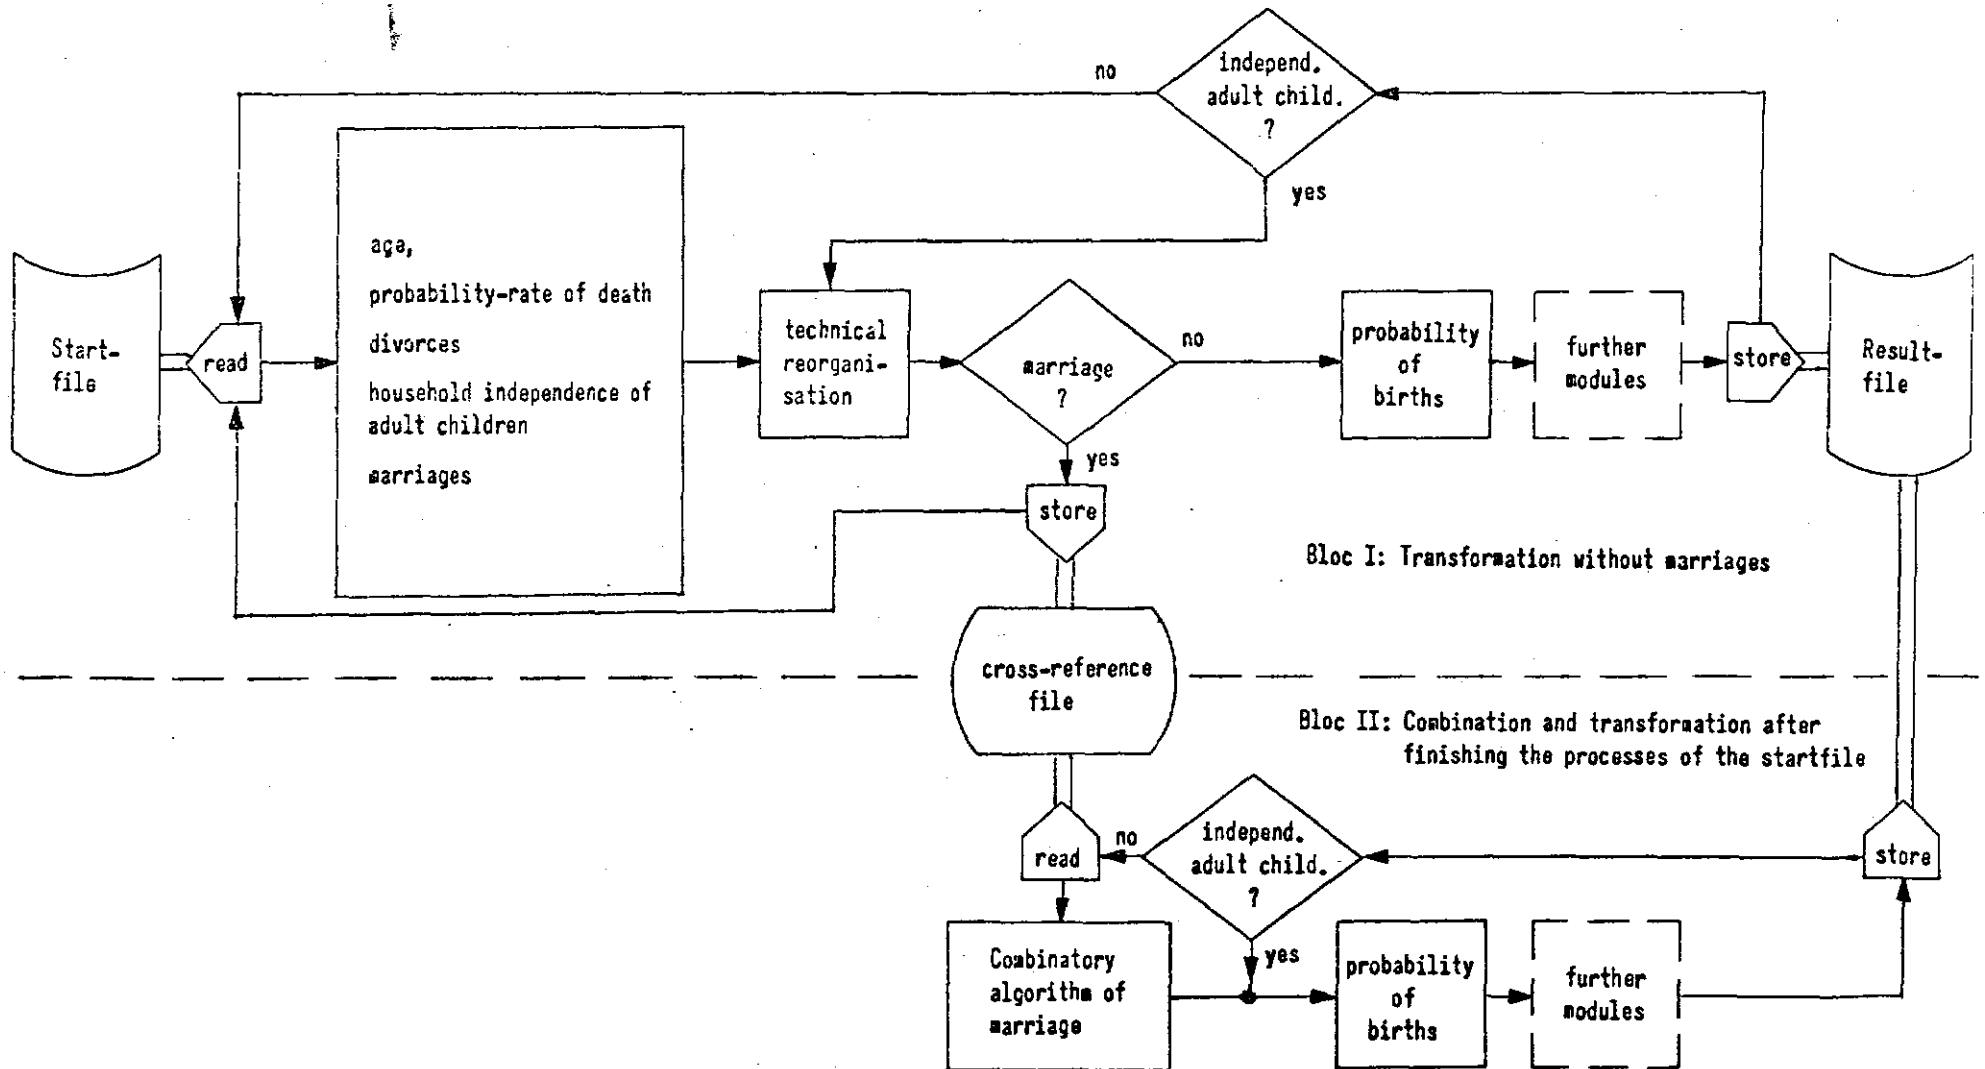 no
independ.
adult child.
?
yes
Start-
file
read
age,
probability-rate of death
divorces
household independence of
adult children
marriages
technical
reorgani-
sation
marriage
?
no
yes
probability
of
births
further
modules
store
Result-
file
store
Bloc I: Transformation without marriages
cross-reference
file
Bloc II: Combination and transformation after
finishing the processes of the startfile
read
no
independ.
adult child.
?
yes
store
Combinatory
algorithm of
marriage
probability
of
births
further
modules